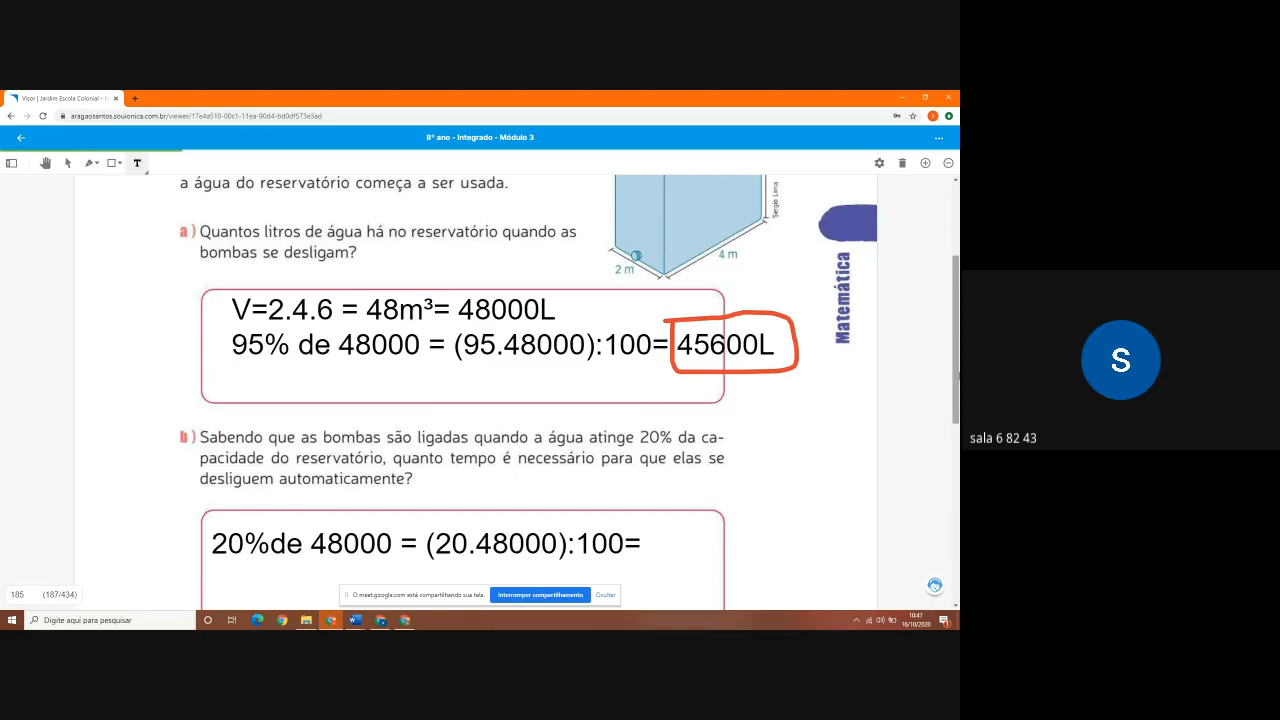 Visor | Jardim Escola Colonial -
aragaosantos.souionica.com.br/viewer/17e4a510-00c1-11ea-90d4-bd0df573e3ad
8º ano - Integrado - Módulo 3
T
a água do reservatório começa a ser usada.
Sergio Lima
a) Quantos litros de água há no reservatório quando as
bombas se desligam?
2 m
4 m
Matemática
V=2.4.6 = 48m³= 48000L
95% de 48000 = (95.48000):100= 45600L
b) Sabendo que as bombas são ligadas quando a água atinge 20% da ca-
pacidade do reservatório, quanto tempo é necessário para que elas se
desliguem automaticamente?
20%de 48000 = (20.48000):100=
185 (187/434)
O meet.google.com está compartilhando sua tela.
Interromper compartilhamento
Ocultar
Digite aqui para pesquisar
10:47
16/10/2020
S
sala 6 82 43